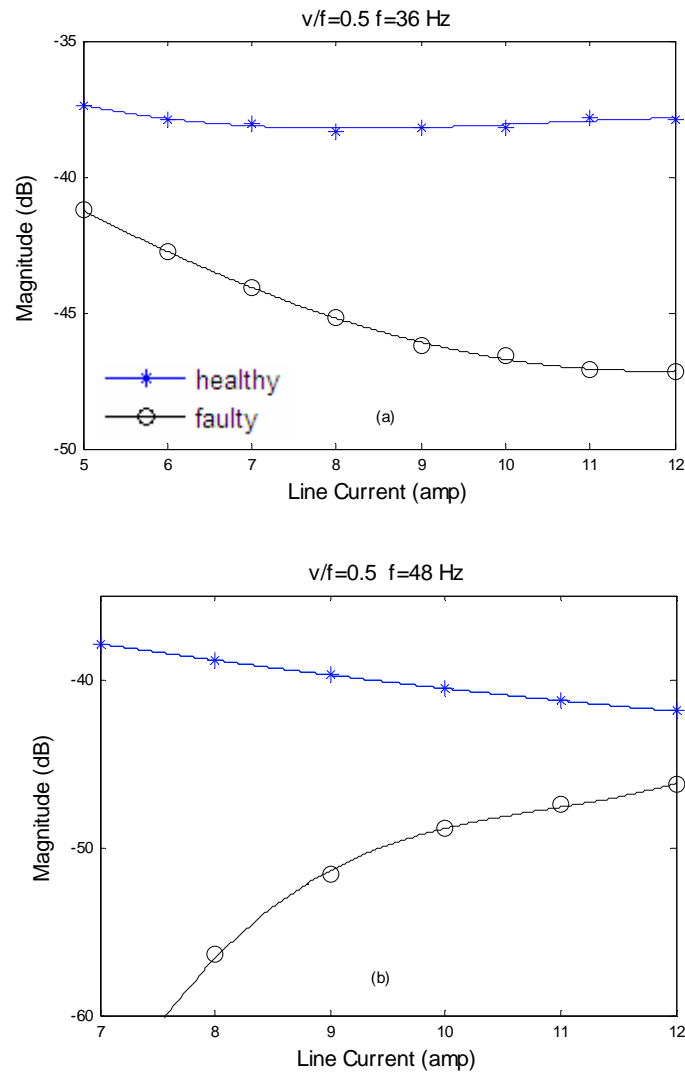 v/f=0.5 f=36 Hz
-35
-40
-45
-50
Magnitude (dB)
healthy
faulty
(a)
5 6 7 8 9 10 11 12
Line Current (amp)
v/f=0.5 f=48 Hz
-40
-50
-60
Magnitude (dB)
(b)
7 8 9 10 11 12
Line Current (amp)